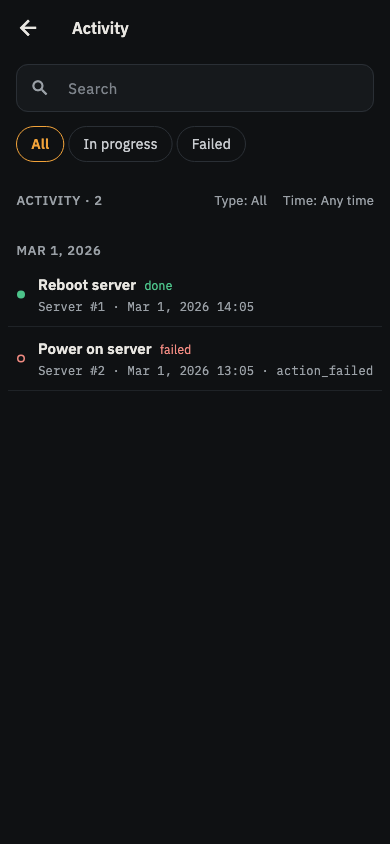 Activity
Search
All In progress Failed
ACTIVITY · 2 Type: All Time: Any time
MAR 1, 2026
Reboot server done
Server #1 · Mar 1, 2026 14:05
Power on server failed
Server #2 · Mar 1, 2026 13:05 · action_failed